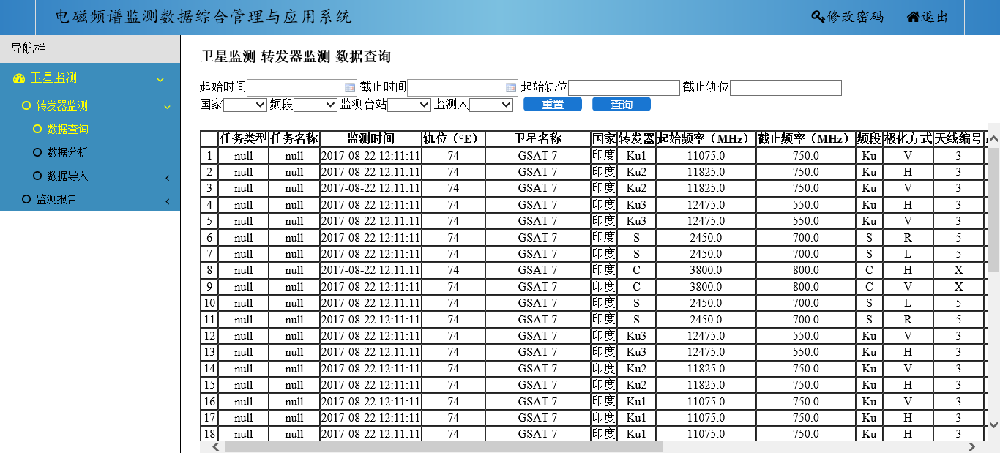 电磁频谱监测数据综合管理与应用系统 修改密码 退出
导航栏
卫星监测
转发器监测
数据查询
数据分析
数据导入
监测报告
卫星监测-转发器监测-数据查询
起始时间 截止时间 起始轨位 截止轨位
国家 频段 监测台站 监测人 重置 查询
任务类型 任务名称 监测时间 轨位（°E） 卫星名称 国家 转发器 起始频率（MHz） 截止频率（MHz） 频段 极化方式 天线编号
1 null null 2017-08-22 12:11:11 74 GSAT 7 印度 Ku1 11075.0 750.0 Ku V 3
2 null null 2017-08-22 12:11:11 74 GSAT 7 印度 Ku2 11825.0 750.0 Ku H 3
3 null null 2017-08-22 12:11:11 74 GSAT 7 印度 Ku2 11825.0 750.0 Ku V 3
4 null null 2017-08-22 12:11:11 74 GSAT 7 印度 Ku3 12475.0 550.0 Ku H 3
5 null null 2017-08-22 12:11:11 74 GSAT 7 印度 Ku3 12475.0 550.0 Ku V 3
6 null null 2017-08-22 12:11:11 74 GSAT 7 印度 S 2450.0 700.0 S R 5
7 null null 2017-08-22 12:11:11 74 GSAT 7 印度 S 2450.0 700.0 S L 5
8 null null 2017-08-22 12:11:11 74 GSAT 7 印度 C 3800.0 800.0 C H X
9 null null 2017-08-22 12:11:11 74 GSAT 7 印度 C 3800.0 800.0 C V X
10 null null 2017-08-22 12:11:11 74 GSAT 7 印度 S 2450.0 700.0 S L 5
11 null null 2017-08-22 12:11:11 74 GSAT 7 印度 S 2450.0 700.0 S R 5
12 null null 2017-08-22 12:11:11 74 GSAT 7 印度 Ku3 12475.0 550.0 Ku V 3
13 null null 2017-08-22 12:11:11 74 GSAT 7 印度 Ku3 12475.0 550.0 Ku H 3
14 null null 2017-08-22 12:11:11 74 GSAT 7 印度 Ku2 11825.0 750.0 Ku V 3
15 null null 2017-08-22 12:11:11 74 GSAT 7 印度 Ku2 11825.0 750.0 Ku H 3
16 null null 2017-08-22 12:11:11 74 GSAT 7 印度 Ku1 11075.0 750.0 Ku V 3
17 null null 2017-08-22 12:11:11 74 GSAT 7 印度 Ku1 11075.0 750.0 Ku H 3
18 null null 2017-08-22 12:11:11 74 GSAT 7 印度 Ku1 11075.0 750.0 Ku H 3